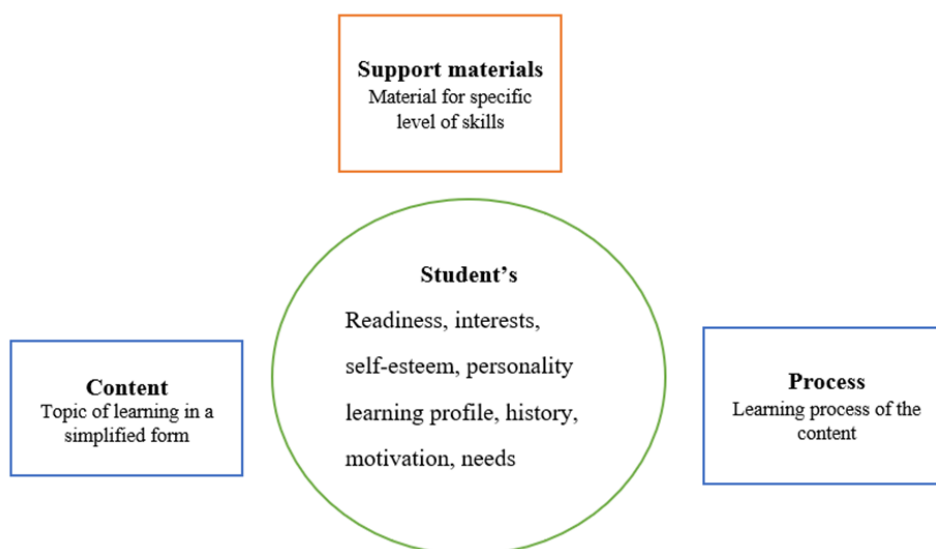 Support materials
Material for specific
level of skills
Student’s
Readiness, interests,
self-esteem, personality
learning profile, history,
motivation, needs
Content
Topic of learning in a
simplified form
Process
Learning process of the
content